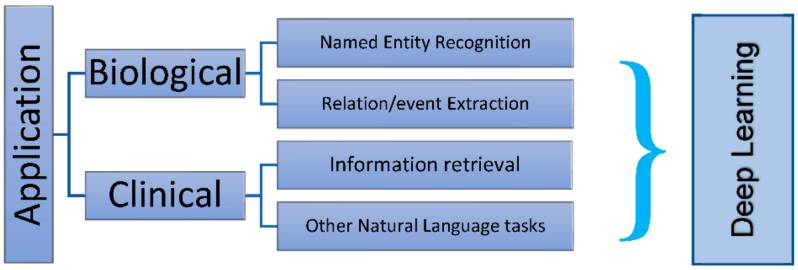 Application
Biological
Named Entity Recognition
Relation/event Extraction
Clinical
Information retrieval
Other Natural Language tasks
Deep Learning